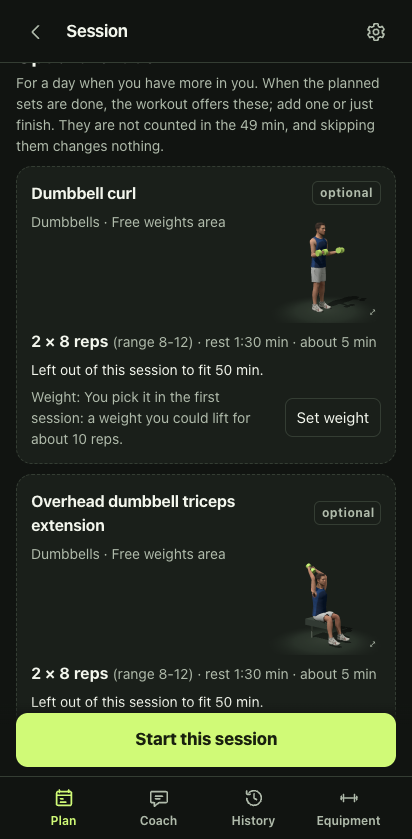 Session
For a day when you have more in you. When the planned
sets are done, the workout offers these; add one or just
finish. They are not counted in the 49 min, and skipping
them changes nothing.
Dumbbell curl
optional
Dumbbells · Free weights area
2 × 8 reps (range 8-12) · rest 1:30 min · about 5 min
Left out of this session to fit 50 min.
Weight: You pick it in the first
session: a weight you could lift for
about 10 reps.
Set weight
Overhead dumbbell triceps
extension
optional
Dumbbells · Free weights area
2 × 8 reps (range 8-12) · rest 1:30 min · about 5 min
Left out of this session to fit 50 min.
Start this session
Plan
Coach
History
Equipment